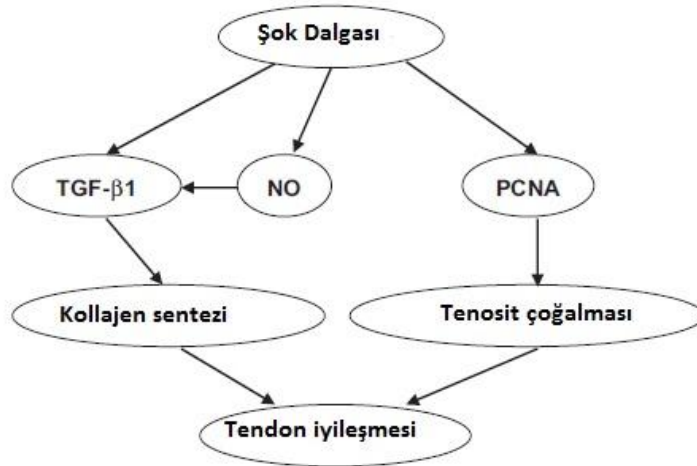 Şok Dalgası
TGF-β1
NO
PCNA
Kollajen sentezi
Tenosit çoğalması
Tendon iyileşmesi